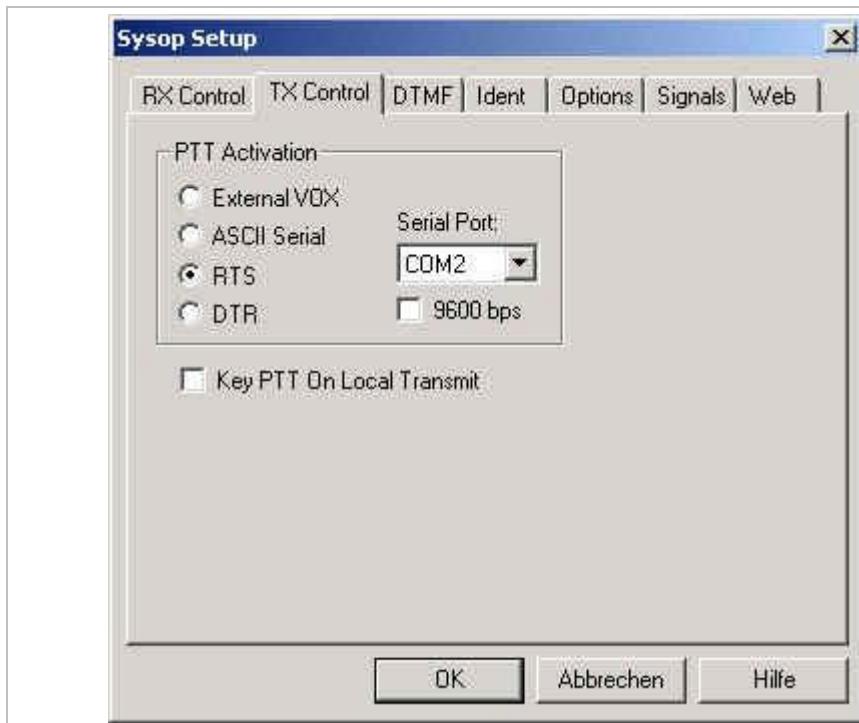 Sysop Setup
RX Control TX Control DTMF Ident Options Signals Web
PTT Activation
External VOX
ASCII Serial
RTS
DTR
Serial Port:
COM2
9600 bps
Key PTT On Local Transmit
OK Abbrechen Hilfe